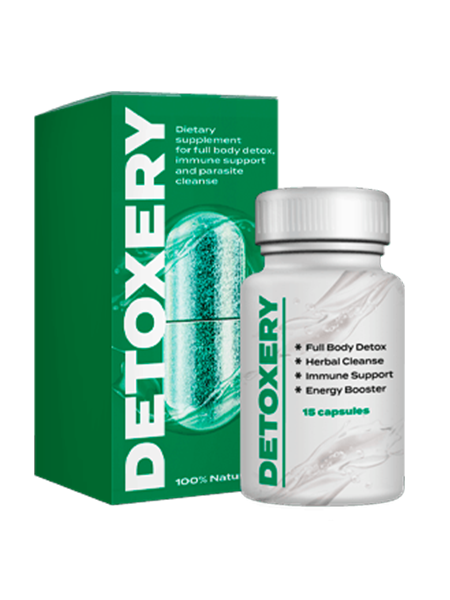 DETOXERY
Dietary
supplement
for full body detox,
immune support
and parasite
cleanse
100% Natu
DETOXERY
* Full Body Detox
* Herbal Cleanse
* Immune Support
* Energy Booster
15 capsules